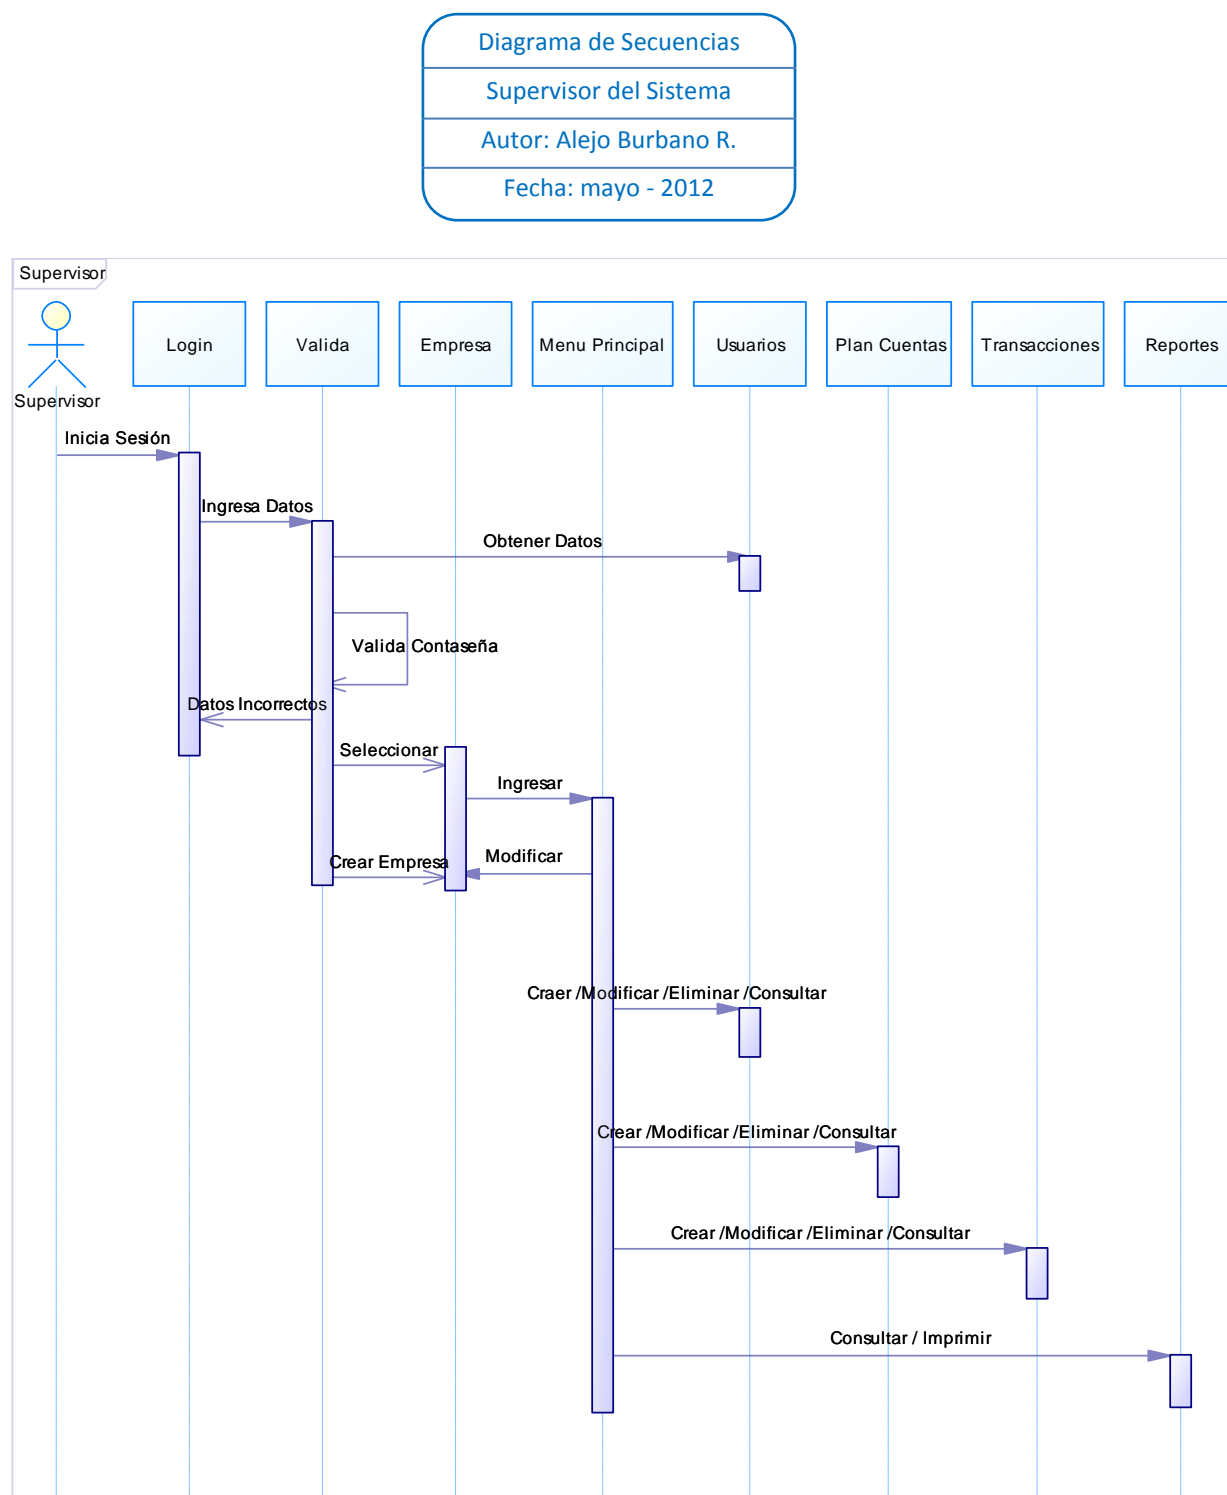 Diagrama de Secuencias
Supervisor del Sistema
Autor: Alejo Burbano R.
Fecha: mayo - 2012
Supervisor
Login
Valida
Empresa
Menu Principal
Usuarios
Plan Cuentas
Transacciones
Reportes
Supervisor
Inicia Sesión
Ingresa Datos
Obtener Datos
Valida Contaseña
Datos Incorrectos
Seleccionar
Ingresar
Modificar
Crear Empresa
Craer /Modificar /Eliminar /Consultar
Crear /Modificar /Eliminar /Consultar
Crear /Modificar /Eliminar /Consultar
Consultar / Imprimir